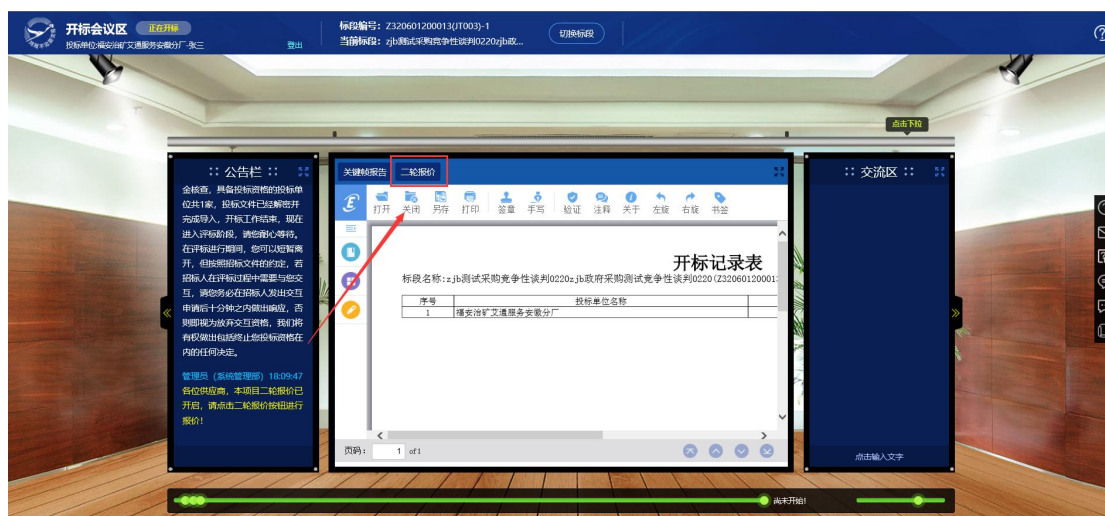 开标会议区 正在开标
投标单位:福安治矿艾通服务安徽分厂-张三 登出
标段编号：Z320601200013(JT003)-1
当前标段：zjb测试采购竞争性谈判0220zjb政...
切换标段
点击下拉
:: 公告栏 ::
全核查，具备投标资格的投标单
位共1家，投标文件已经解密并
完成导入，开标工作结束，现在
进入评标阶段，请您耐心等待。
在评标进行期间，您可以短暂离
开，但按照招标文件的约定，若
招标人在评标过程中需要与您交
互，请您务必在招标人发出交互
申请后十分钟之内做出响应，否
则即视为放弃交互资格，我们将
有权做出包括终止您投标资格在
内的任何决定。
管理员（系统管理部）18:09:47
各位供应商，本项目二轮报价已
开启，请点击二轮报价按钮进行
报价！
关键帧报告 二轮报价
打开 关闭 另存 打印 签章 手写 验证 注释 关于 左旋 右旋 书签
开标记录表
标段名称:zjb测试采购竞争性谈判0220zjb政府采购测试竞争性谈判0220(Z32060120001
序号 投标单位名称
1 福安治矿艾通服务安徽分厂
页码： 1 of1
:: 交流区 ::
点击输入文字
尚未开始!